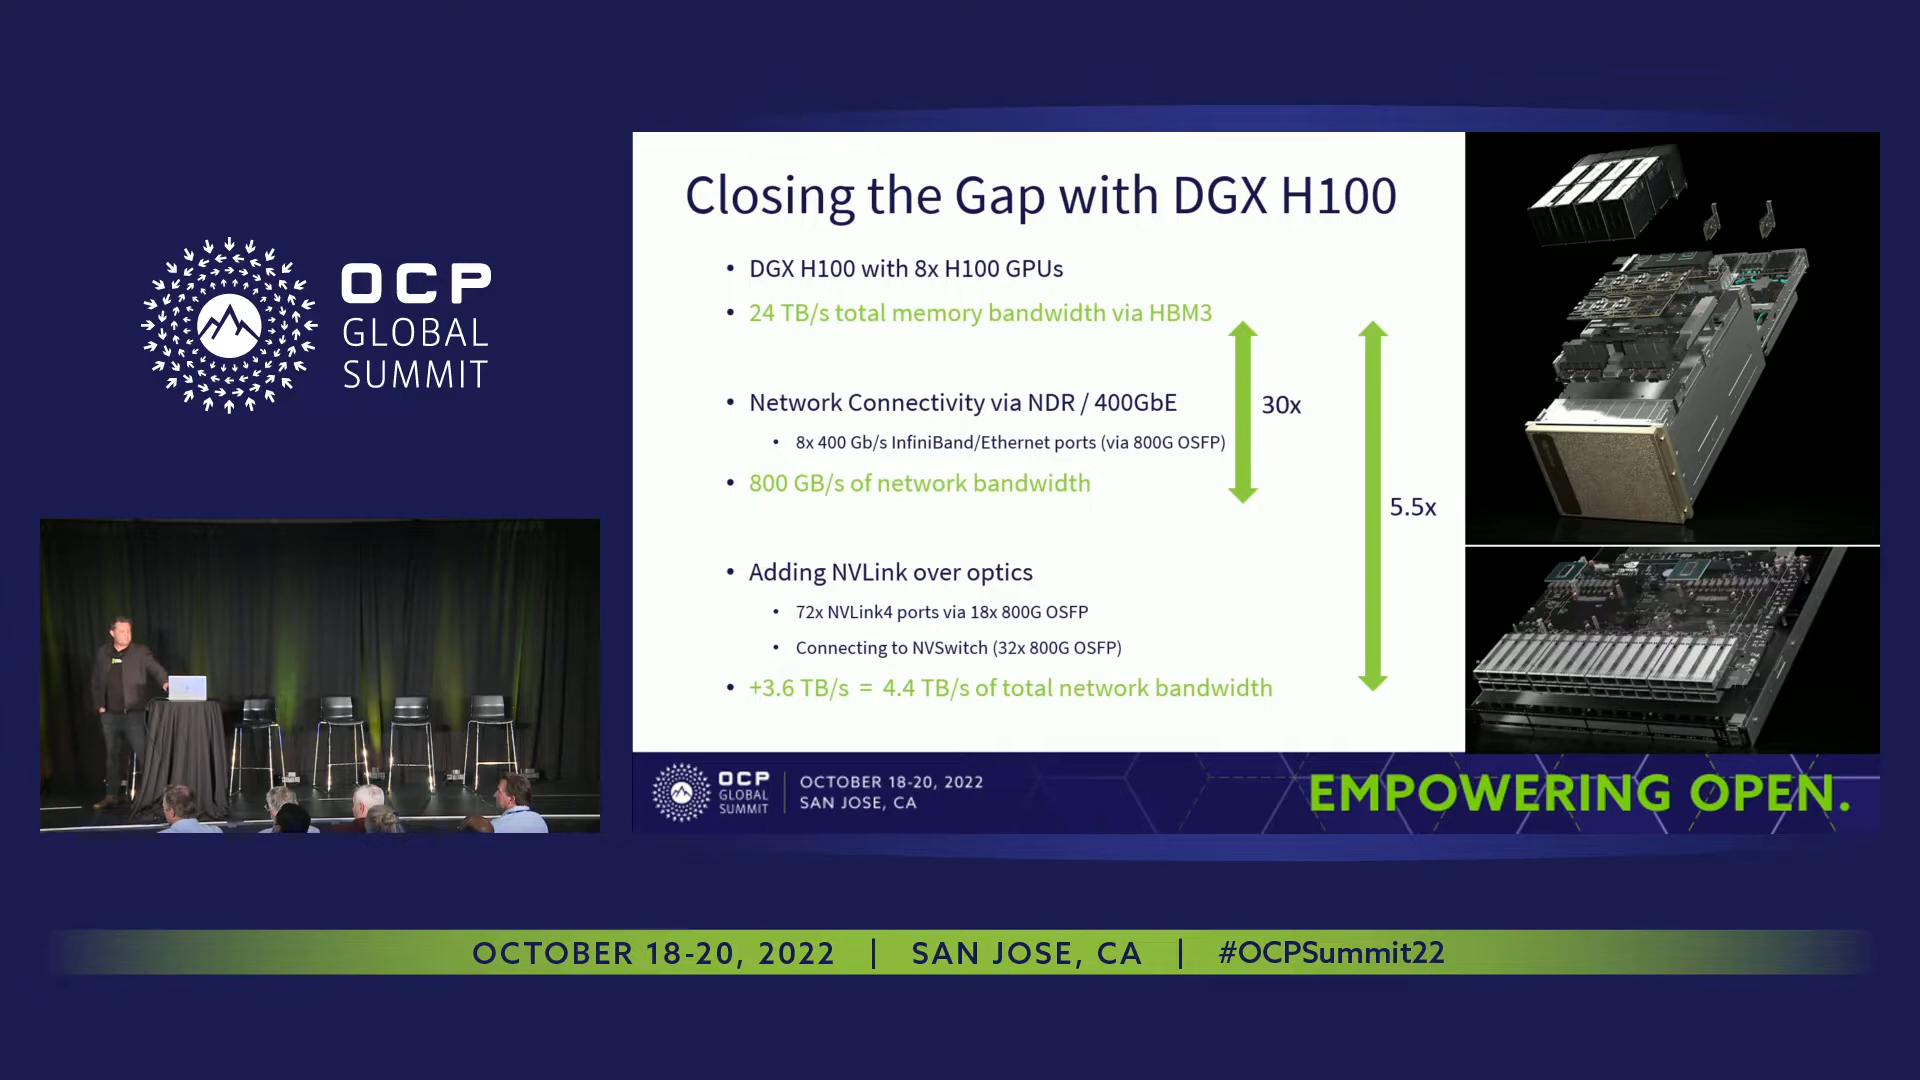 OCP
GLOBAL
SUMMIT
Closing the Gap with DGX H100
• DGX H100 with 8x H100 GPUs
• 24 TB/s total memory bandwidth via HBM3
• Network Connectivity via NDR / 400GbE
• 8x 400 Gb/s InfiniBand/Ethernet ports (via 800G OSFP)
• 800 GB/s of network bandwidth
30x
• Adding NVLink over optics
• 72x NVLink4 ports via 18x 800G OSFP
• Connecting to NVSwitch (32x 800G OSFP)
• +3.6 TB/s = 4.4 TB/s of total network bandwidth
5.5x
OCP
GLOBAL
SUMMIT
OCTOBER 18-20, 2022
SAN JOSE, CA
EMPOWERING OPEN.
OCTOBER 18-20, 2022 | SAN JOSE, CA | #OCPSummit22